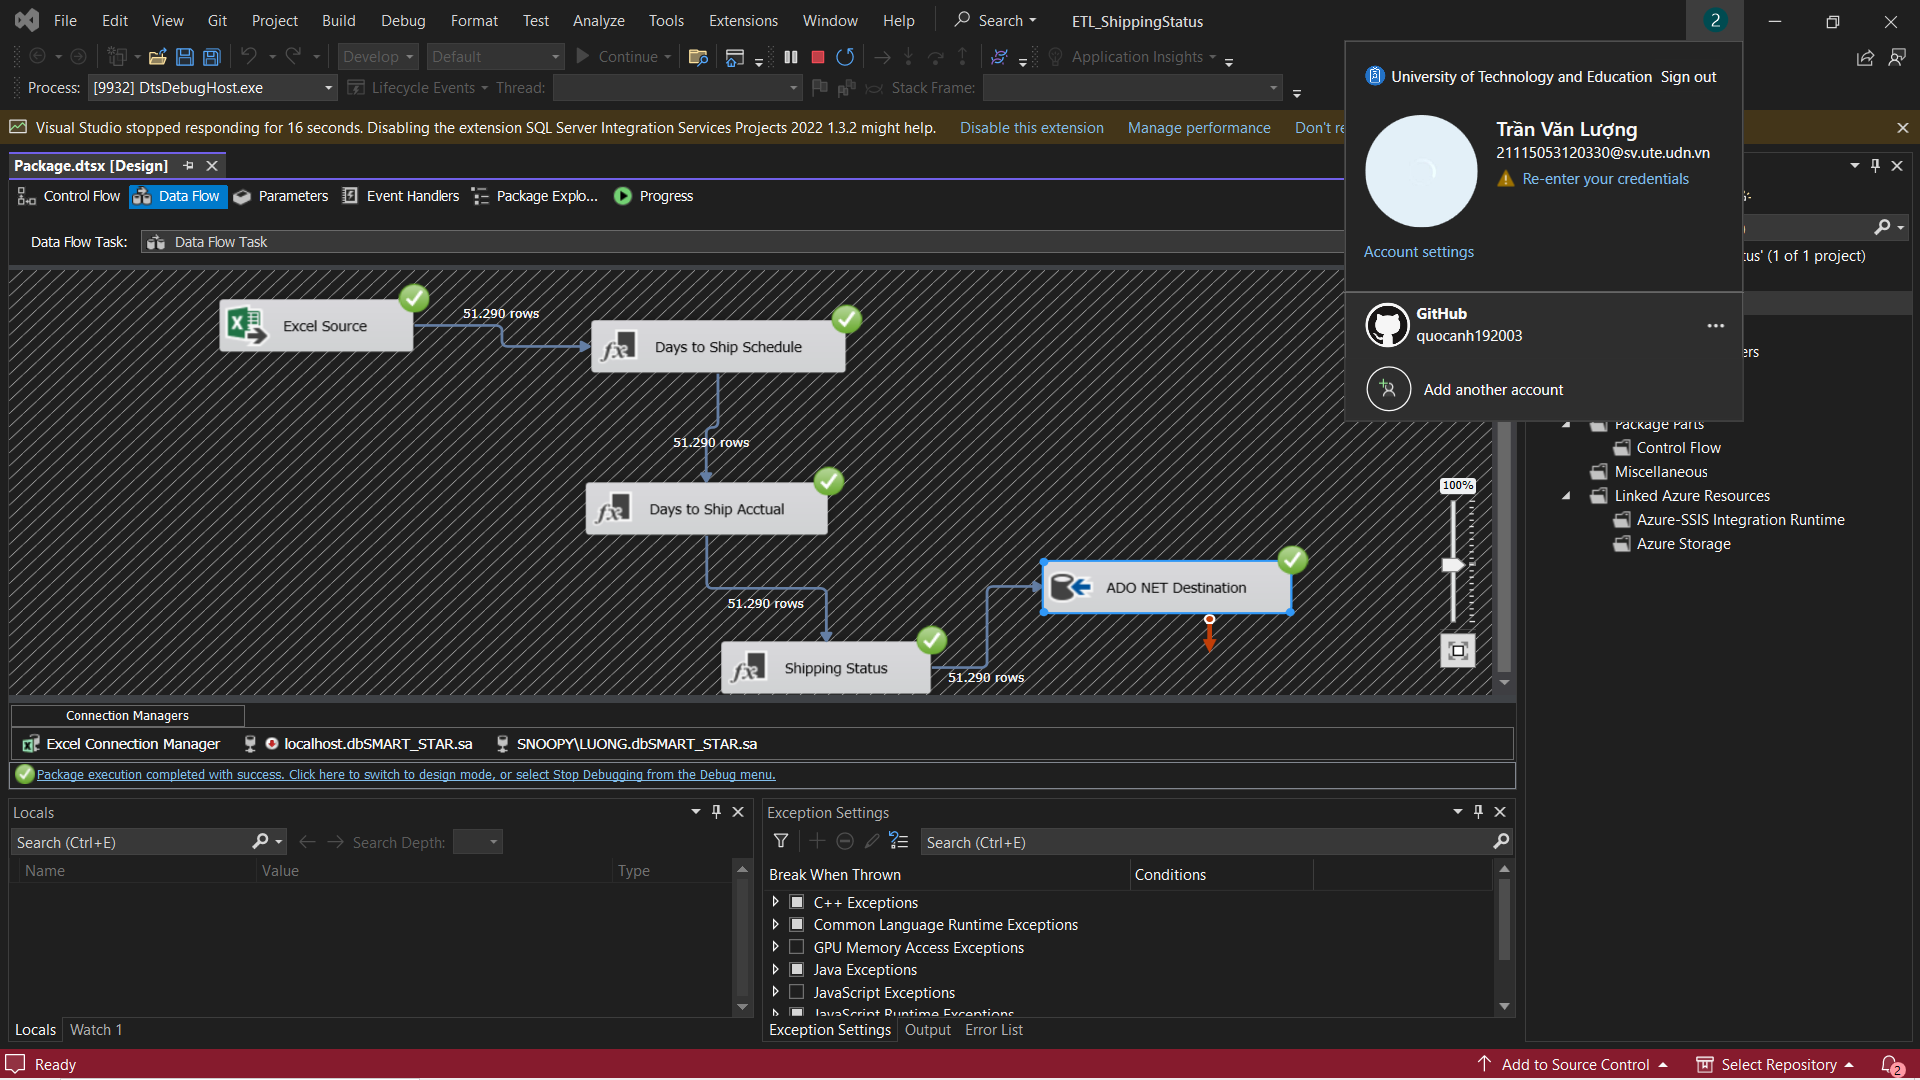 File Edit View Git Project Build Debug Format Test Analyze Tools Extensions Window Help Search ETL_ShippingStatus 2
Develop Default Continue Application Insights
Process: [9932] DtsDebugHost.exe Lifecycle Events Thread: Stack Frame:
Visual Studio stopped responding for 16 seconds. Disabling the extension SQL Server Integration Services Projects 2022 1.3.2 might help. Disable this extension Manage performance Don't re
University of Technology and Education Sign out
Trần Văn Lượng
21115053120330@sv.ute.udn.vn
Re-enter your credentials
Account settings
GitHub
quocanh192003
Add another account
Package.dtsx [Design]
Control Flow Data Flow Parameters Event Handlers Package Explo... Progress
Data Flow Task: Data Flow Task
Excel Source
51.290 rows
Days to Ship Schedule
51.290 rows
Days to Ship Acctual
51.290 rows
Shipping Status
51.290 rows
ADO NET Destination
100%
tus' (1 of 1 project)
ers
Package Parts
Control Flow
Miscellaneous
Linked Azure Resources
Azure-SSIS Integration Runtime
Azure Storage
Connection Managers
Excel Connection Manager localhost.dbSMART_STAR.sa SNOOPY\LUONG.dbSMART_STAR.sa
Package execution completed with success. Click here to switch to design mode, or select Stop Debugging from the Debug menu.
Locals
Search (Ctrl+E) Search Depth:
Name Value Type
Locals Watch 1
Exception Settings
Search (Ctrl+E)
Break When Thrown Conditions
C++ Exceptions
Common Language Runtime Exceptions
GPU Memory Access Exceptions
Java Exceptions
JavaScript Exceptions
JavaScript Runtime Exceptions
Exception Settings Output Error List
Ready Add to Source Control Select Repository 2